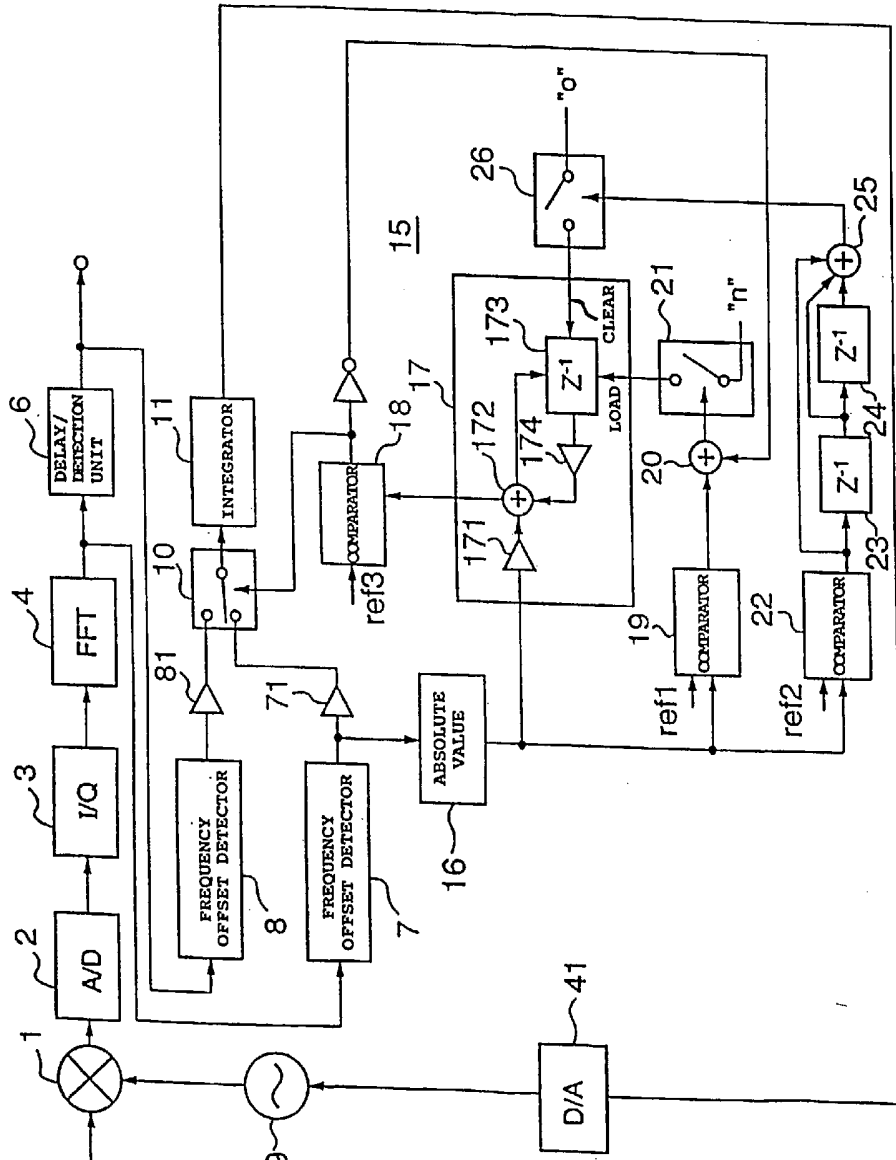 1
2
A/D
3
I/Q
4
FFT
6
DELAY/
DETECTION
UNIT
8
FREQUENCY
OFFSET DETECTOR
81
7
FREQUENCY
OFFSET DETECTOR
71
10
11
INTEGRATOR
9
41
D/A
16
ABSOLUTE
VALUE
ref3
COMPARATOR
18
15
17
171
172
173
Z-1
174
LOAD
CLEAR
26
"o"
21
"n"
ref1
19
COMPARATOR
20
ref2
22
COMPARATOR
23
Z-1
24
Z-1
25